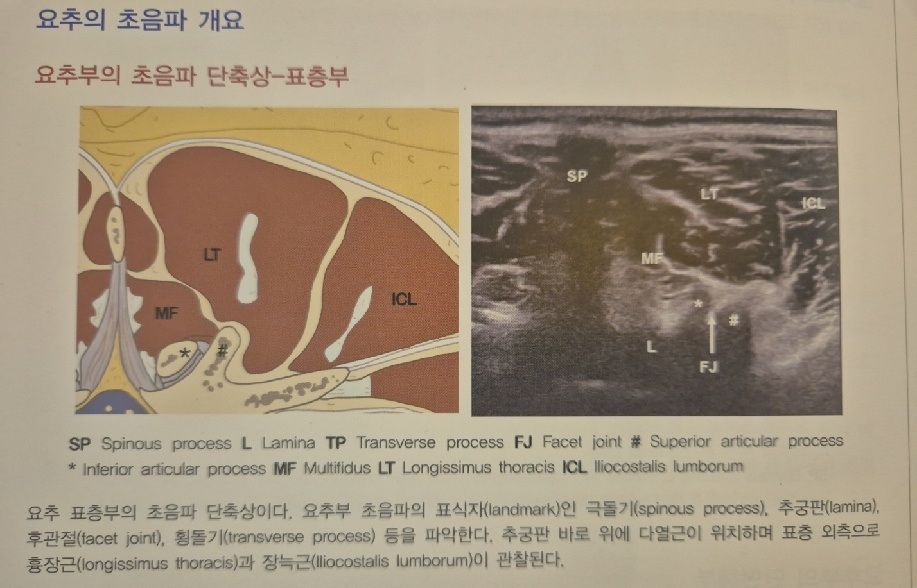 요추의 초음파 개요
요추부의 초음파 단축상-표층부
LT
MF
ICL
*
#
SP
LT
ICL
MF
*
#
L
FJ
SP Spinous process L Lamina TP Transverse process FJ Facet joint # Superior articular process
* Inferior articular process MF Multifidus LT Longissimus thoracis ICL Iliocostalis lumborum
요추 표층부의 초음파 단축상이다. 요추부 초음파의 표식자(landmark)인 극돌기(spinous process), 추궁판(lamina),
후관절(facet joint), 횡돌기(transverse process) 등을 파악한다. 추궁판 바로 위에 다열근이 위치하며 표층 외측으로
흉장근(longissimus thoracis)과 장늑근(Iliocostalis lumborum)이 관찰된다.